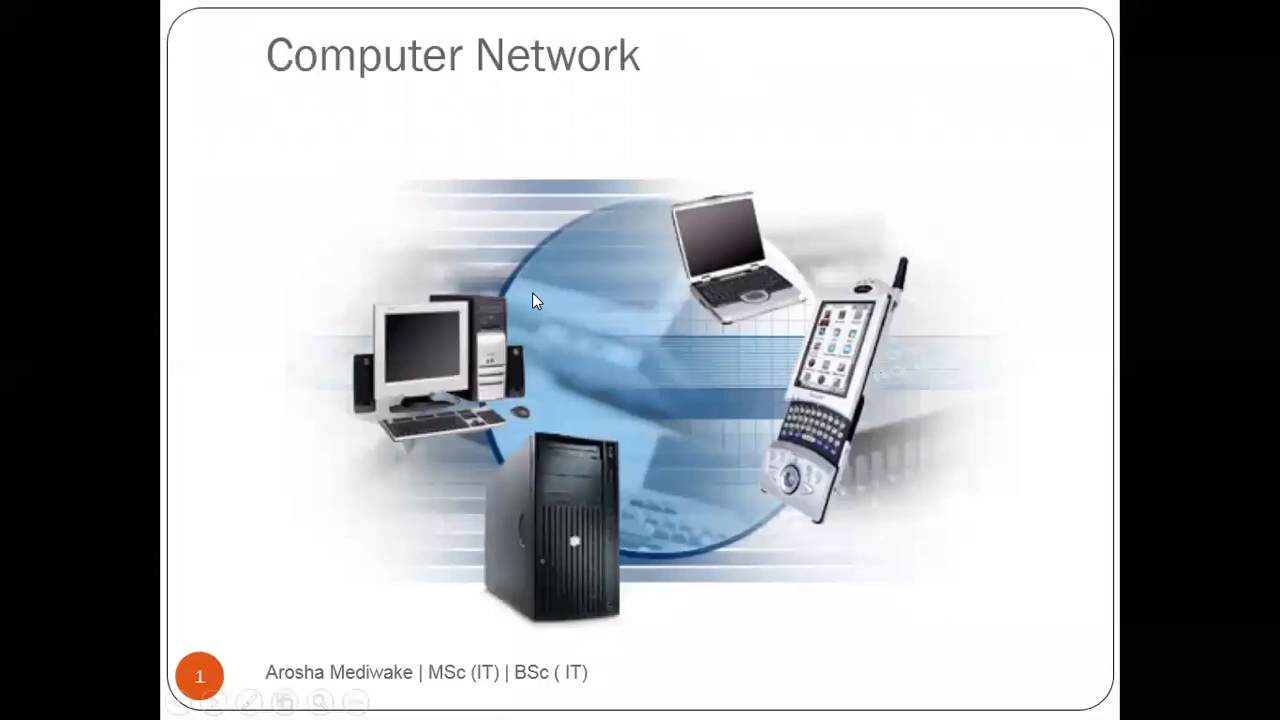 Computer Network
1
Arosha Mediwake | MSc (IT) | BSc ( IT)